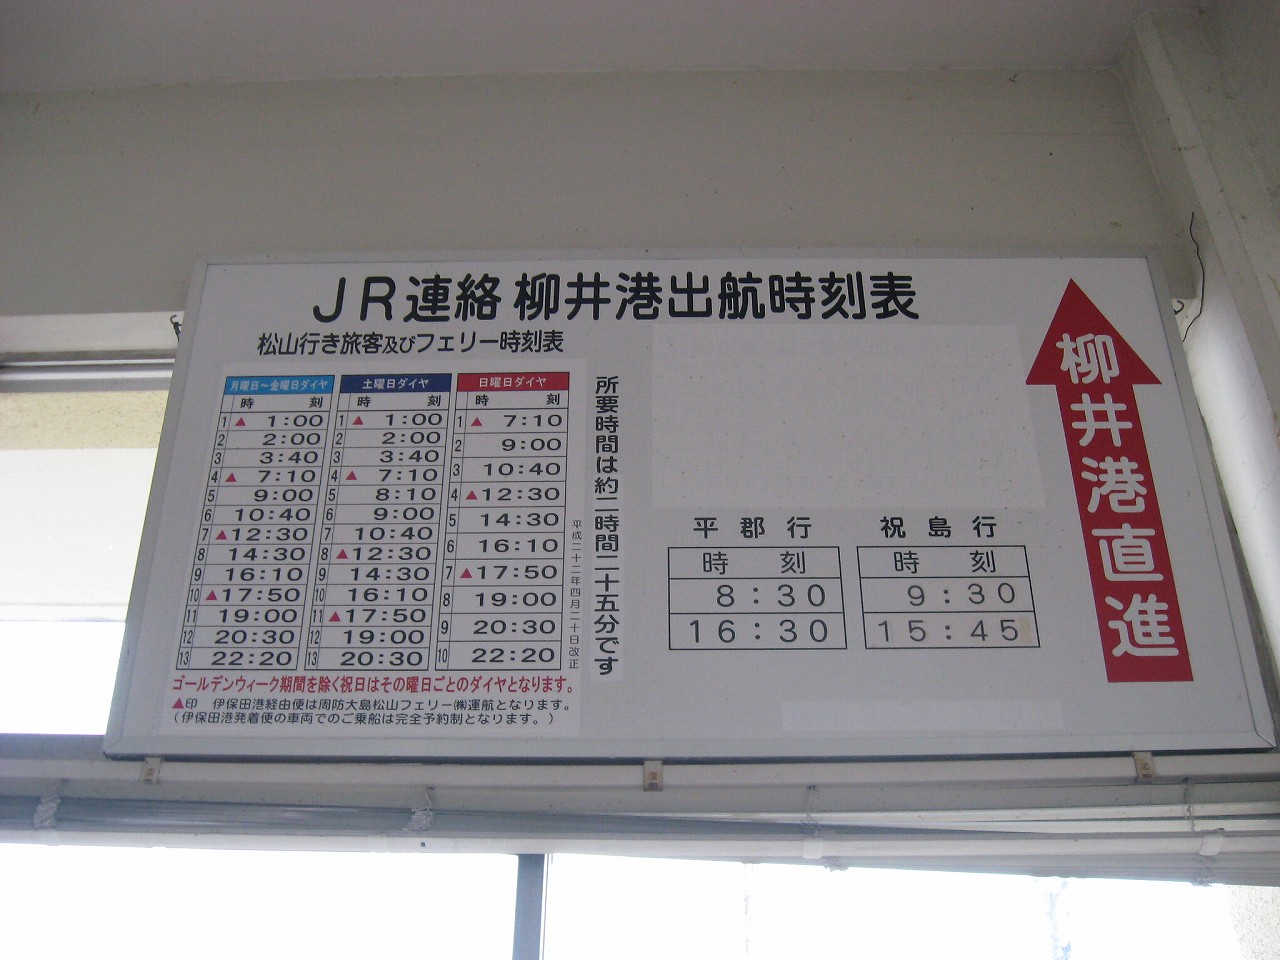 JR連絡 柳井港出航時刻表
松山行き旅客及びフェリー時刻表
月曜日～金曜日ダイヤ
時 刻
1 ▲ 1:00
2 2:00
3 3:40
4 ▲ 7:10
5 9:00
6 10:40
7 ▲12:30
8 14:30
9 16:10
10 ▲17:50
11 19:00
12 20:30
13 22:20
土曜日ダイヤ
時 刻
1 ▲ 1:00
2 2:00
3 3:40
4 ▲ 7:10
5 8:10
6 9:00
7 10:40
8 ▲12:30
9 14:30
10 16:10
11 ▲17:50
12 19:00
13 20:30
日曜日ダイヤ
時 刻
1 ▲ 7:10
2 9:00
3 10:40
4 ▲12:30
5 14:30
6 16:10
7 ▲17:50
8 19:00
9 20:30
10 22:20
平成二十二年四月二十日改正
所要時間は約二時間二十五分です
ゴールデンウィーク期間を除く祝日はその曜日ごとのダイヤとなります。
▲印 伊保田港経由便は周防大島松山フェリー㈱運航となります。
(伊保田港発着便の車両でのご乗船は完全予約制となります。)
平郡行
時 刻
8:30
16:30
祝島行
時 刻
9:30
15:45
柳井港直進